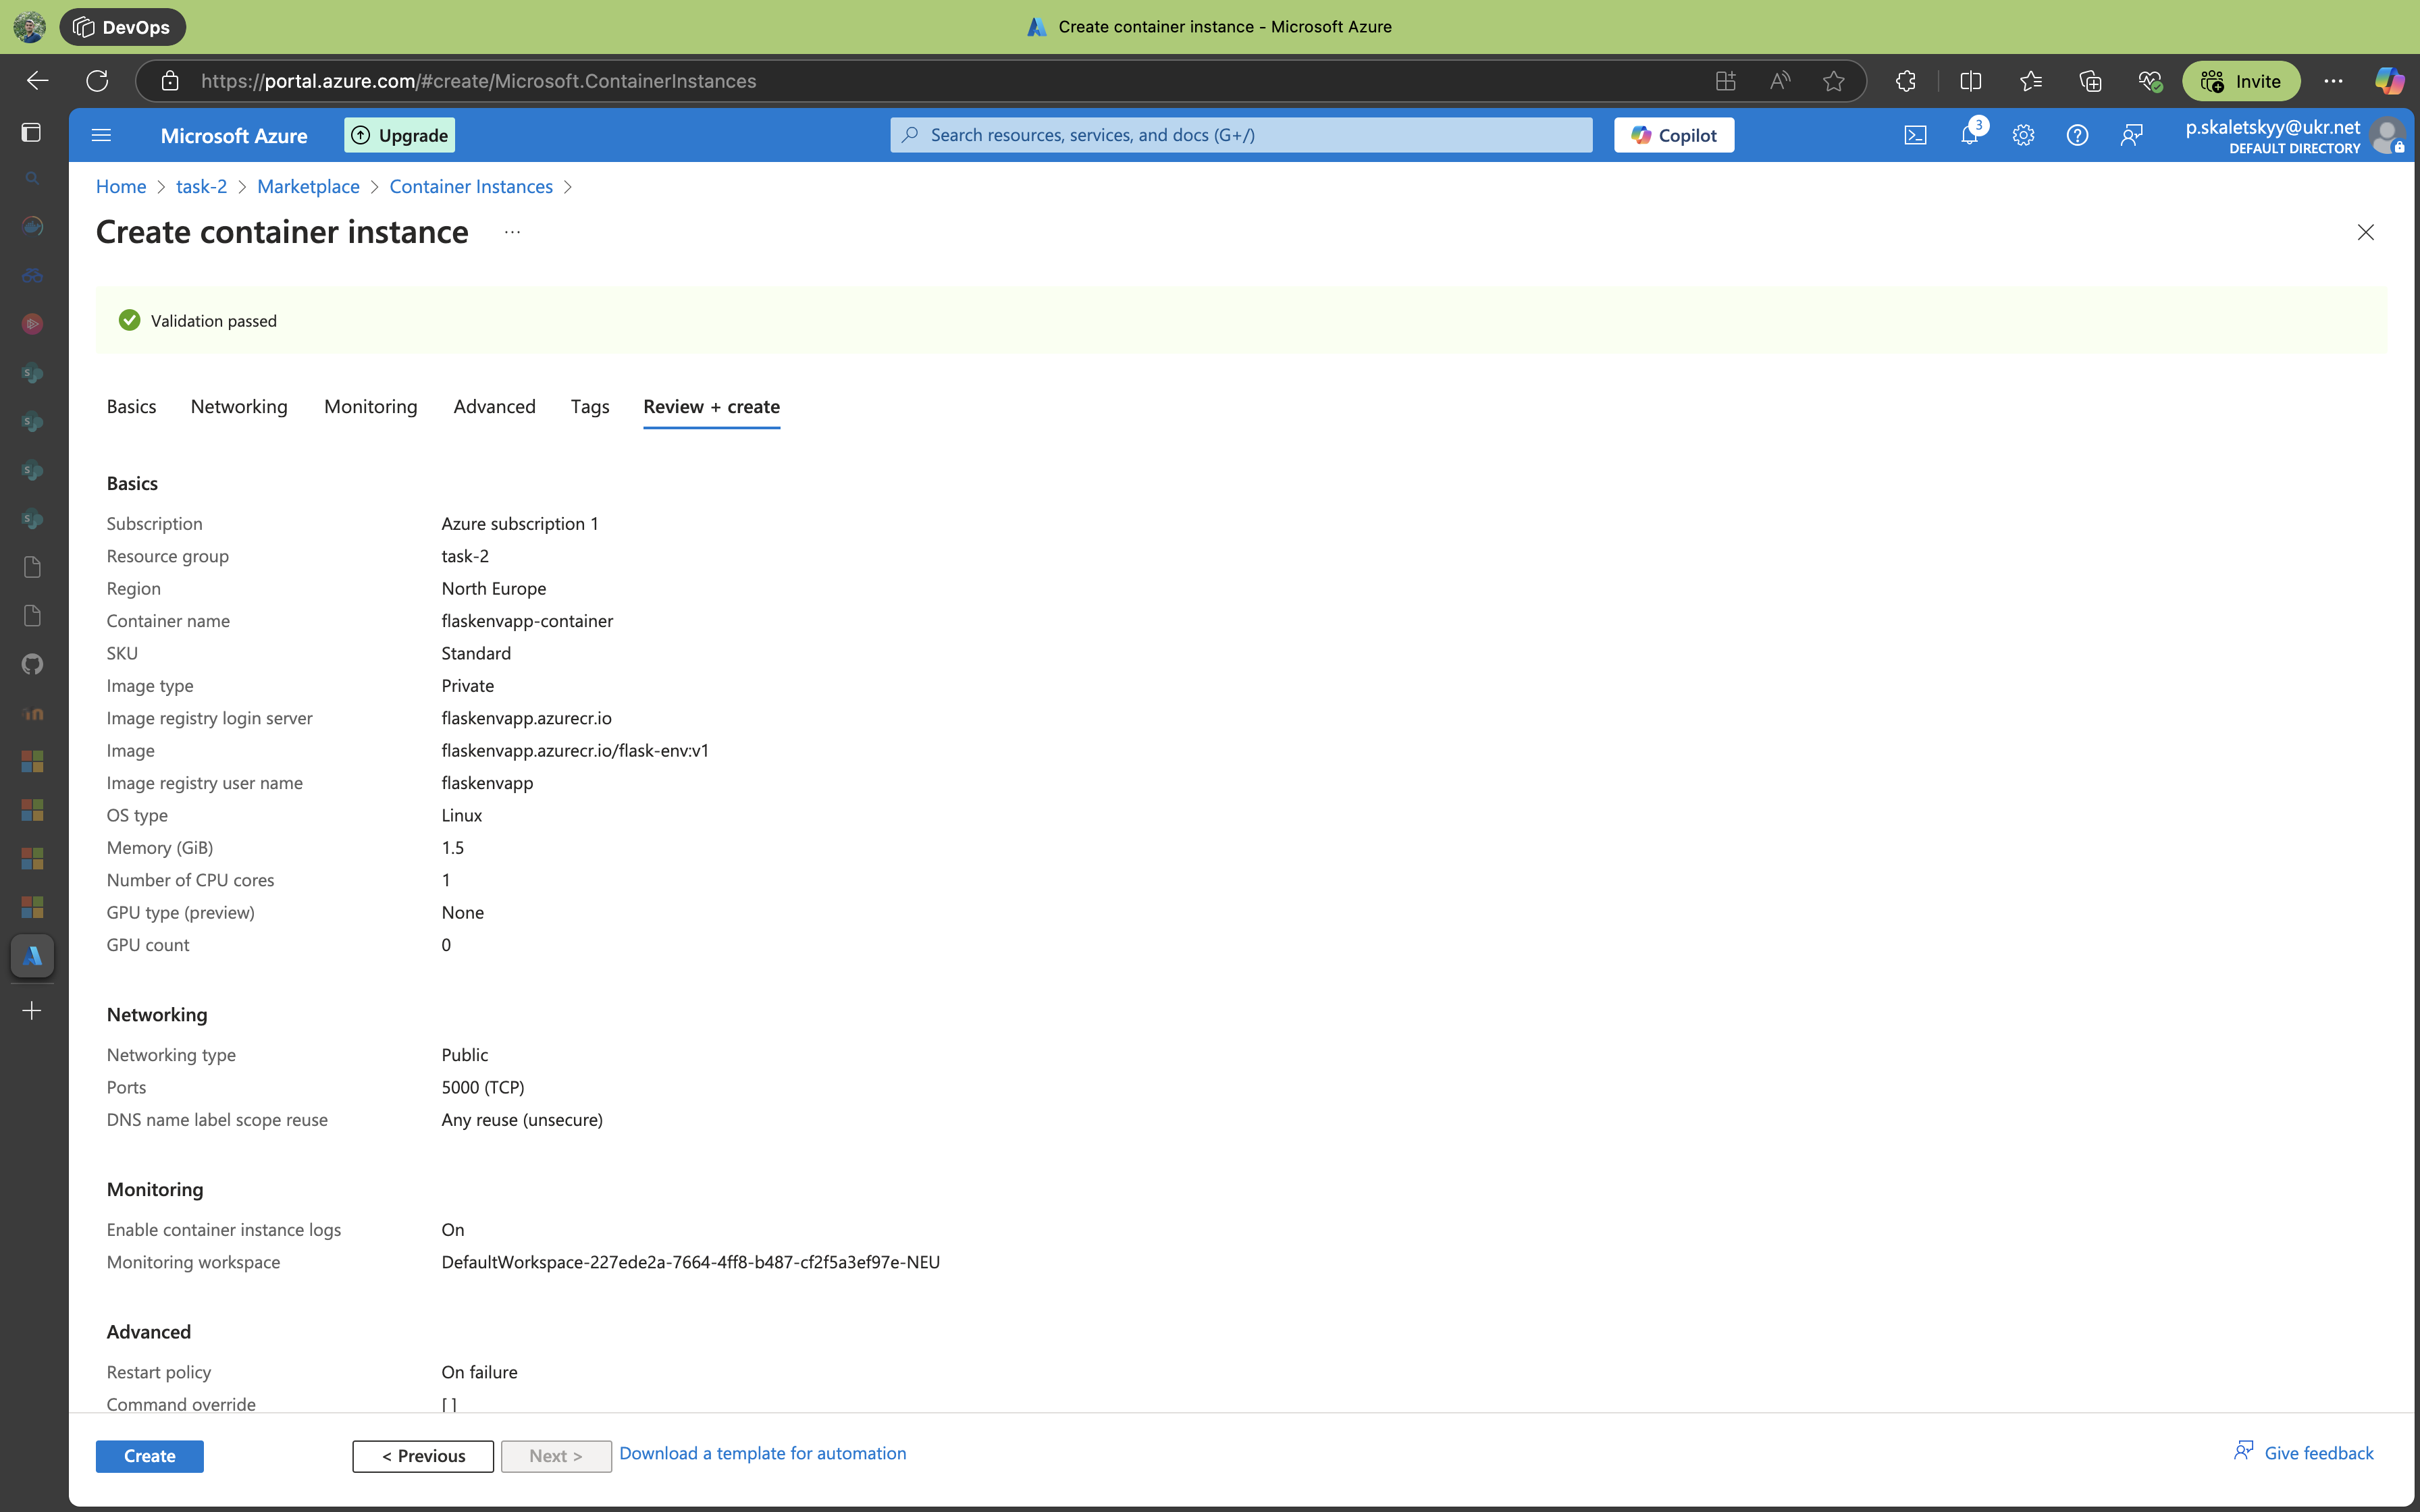 DevOps
Create container instance - Microsoft Azure
https://portal.azure.com/#create/Microsoft.ContainerInstances
Invite
Microsoft Azure
Upgrade
Search resources, services, and docs (G+/)
Copilot
3
p.skaletskyy@ukr.net
DEFAULT DIRECTORY
Home > task-2 > Marketplace > Container Instances >
Create container instance ...
Validation passed
Basics Networking Monitoring Advanced Tags Review + create
Basics
Subscription Azure subscription 1
Resource group task-2
Region North Europe
Container name flaskenvapp-container
SKU Standard
Image type Private
Image registry login server flaskenvapp.azurecr.io
Image flaskenvapp.azurecr.io/flask-env:v1
Image registry user name flaskenvapp
OS type Linux
Memory (GiB) 1.5
Number of CPU cores 1
GPU type (preview) None
GPU count 0
Networking
Networking type Public
Ports 5000 (TCP)
DNS name label scope reuse Any reuse (unsecure)
Monitoring
Enable container instance logs On
Monitoring workspace DefaultWorkspace-227ede2a-7664-4ff8-b487-cf2f5a3ef97e-NEU
Advanced
Restart policy On failure
Command override [ ]
Create < Previous Next > Download a template for automation Give feedback